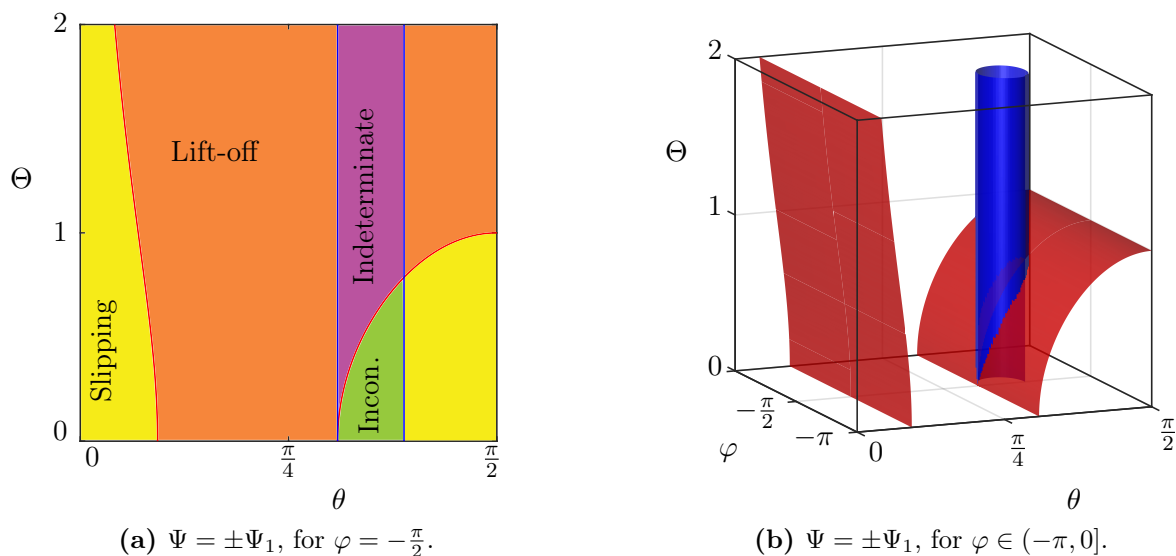 2
Θ
1
0
Slipping
Lift-off
Indeterminate
Incon.
0
π/4
π/2
θ
(a) Ψ = ±Ψ₁, for φ = −π/2.
2
Θ
1
0
−π/2
φ
−π
0
π/4
π/2
θ
(b) Ψ = ±Ψ₁, for φ ∈ (−π, 0].